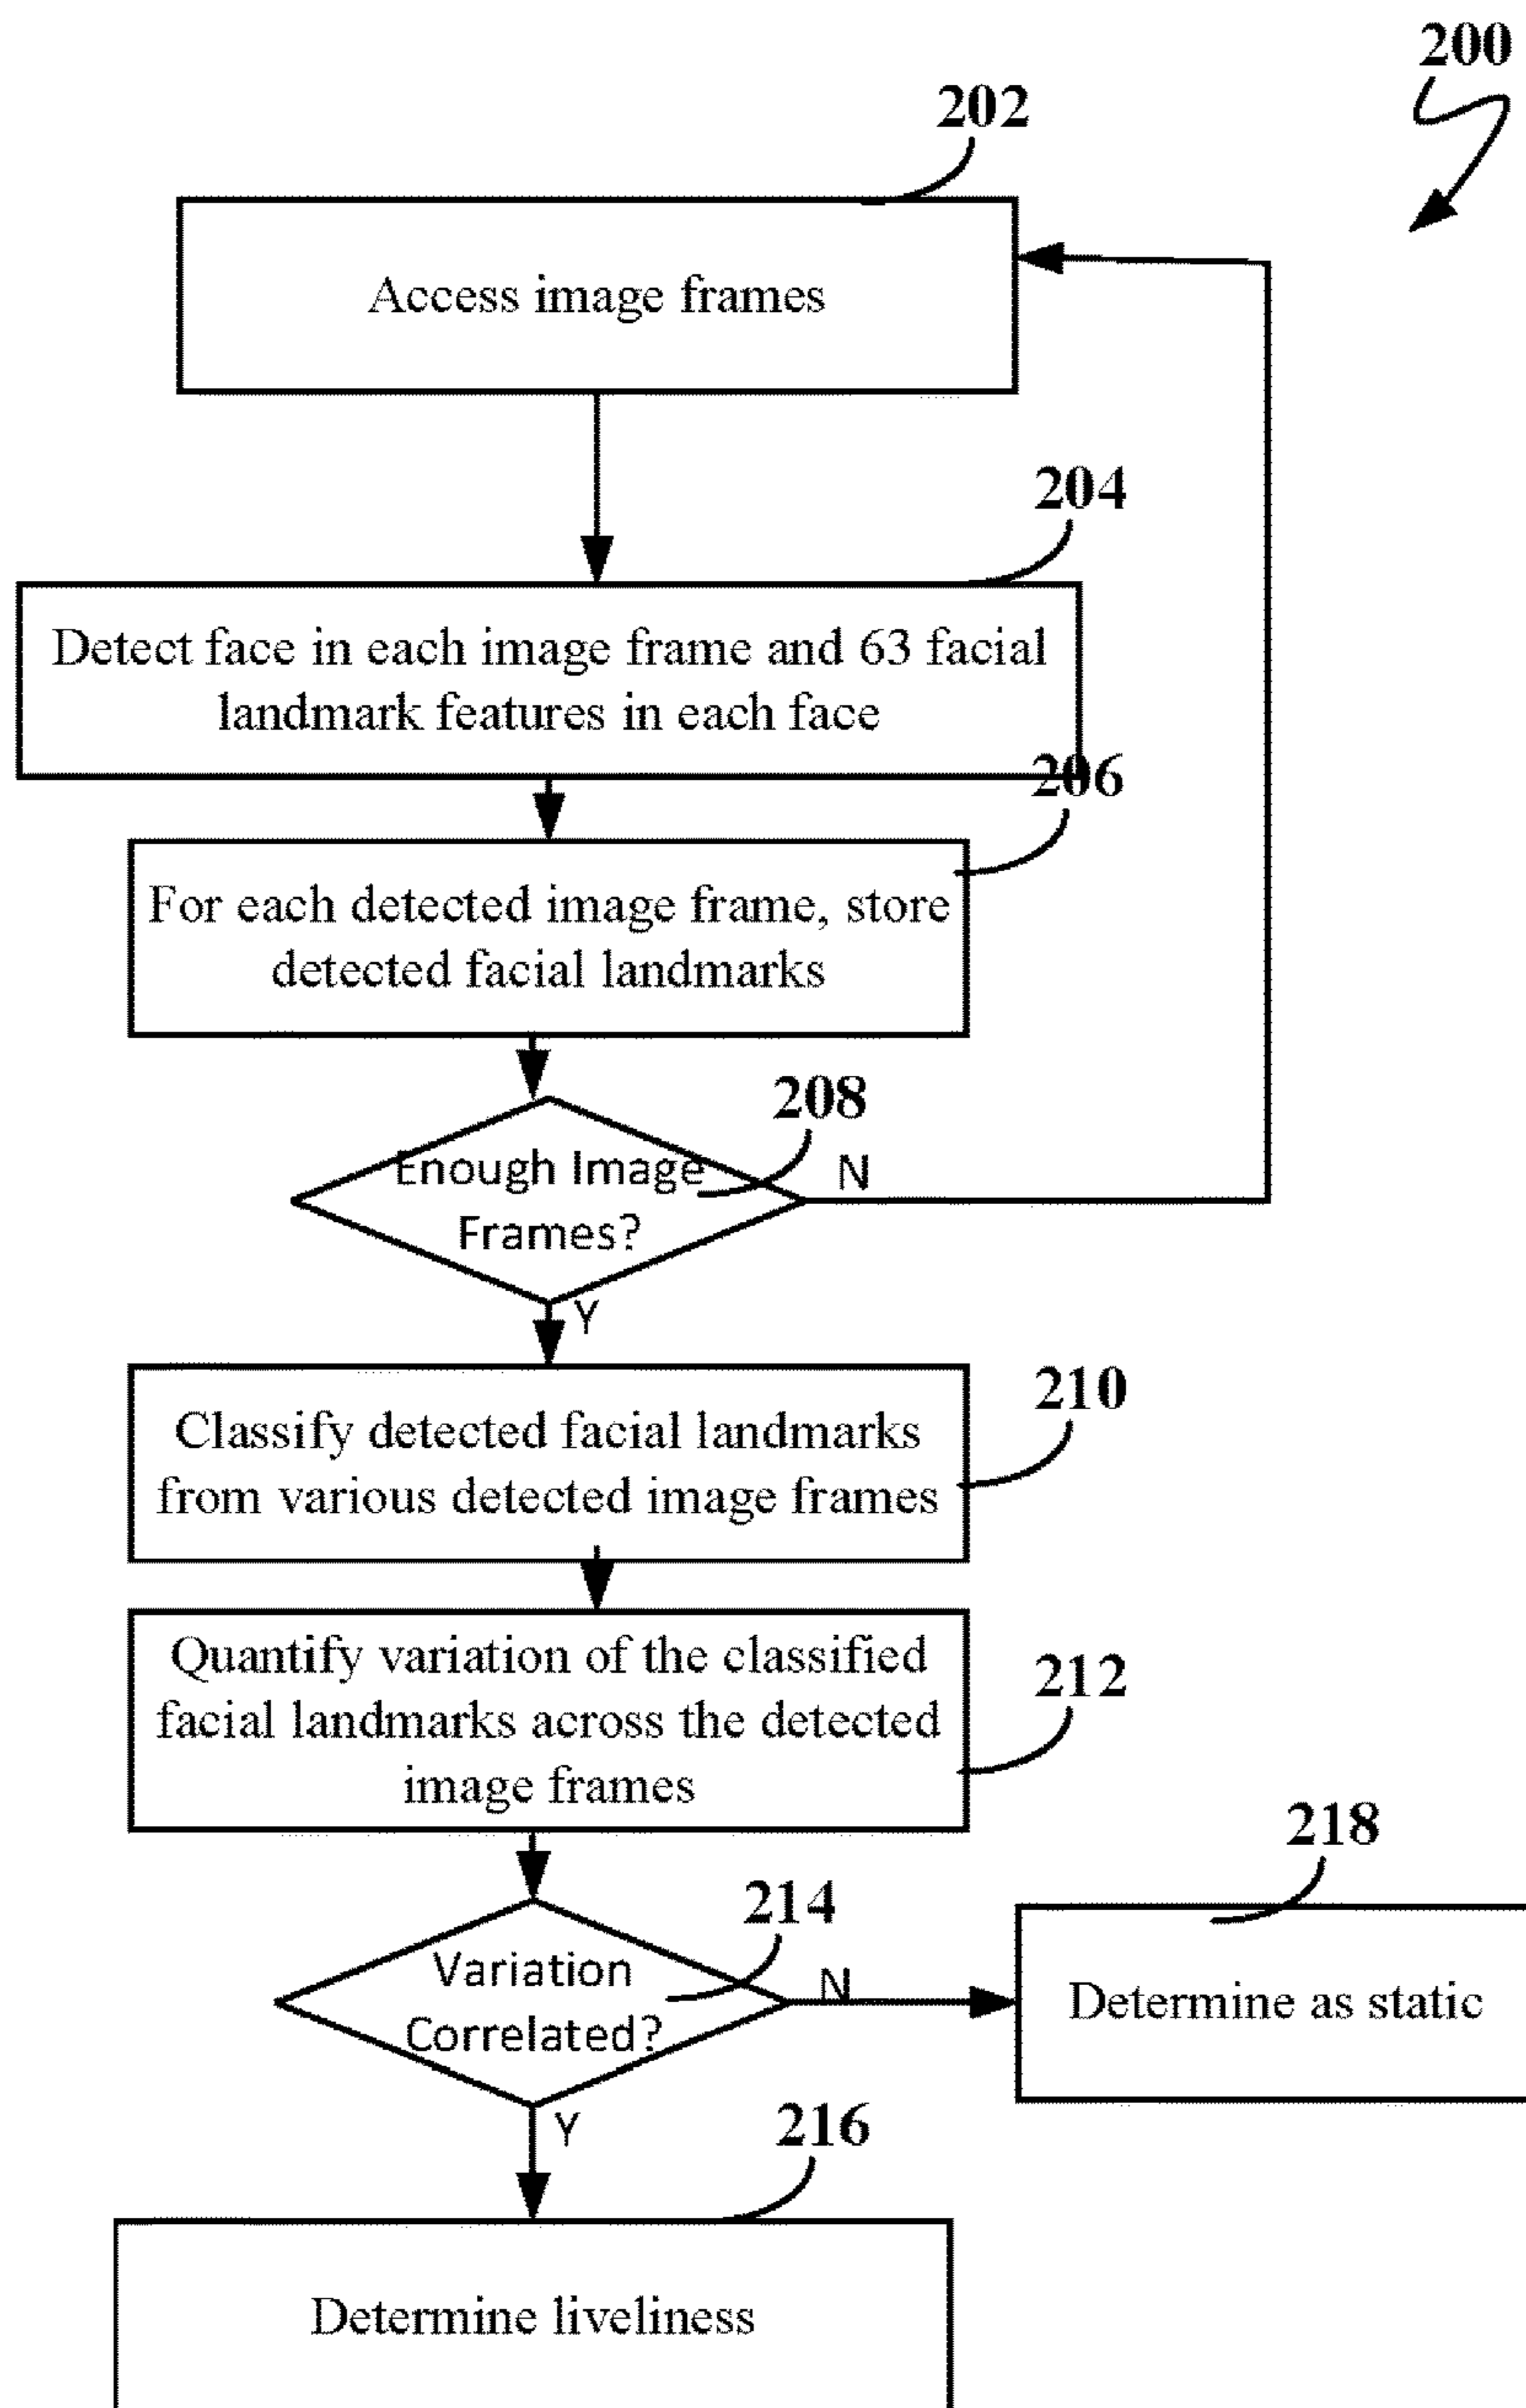 200
202
Access image frames
204
Detect face in each image frame and 63 facial
landmark features in each face
206
For each detected image frame, store
detected facial landmarks
208
Enough Image
Frames?
N
Y
210
Classify detected facial landmarks
from various detected image frames
212
Quantify variation of the classified
facial landmarks across the detected
image frames
214
Variation
Correlated?
N
218
Determine as static
Y
216
Determine liveliness